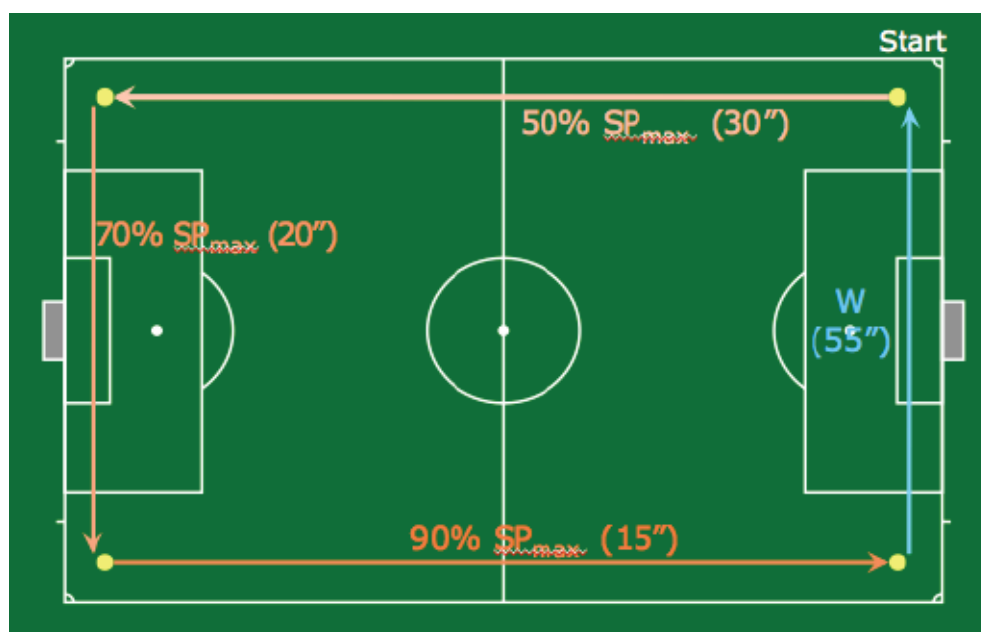 Start
50% SPmax (30”)
70% SPmax (20”)
W
(55”)
90% SPmax (15”)